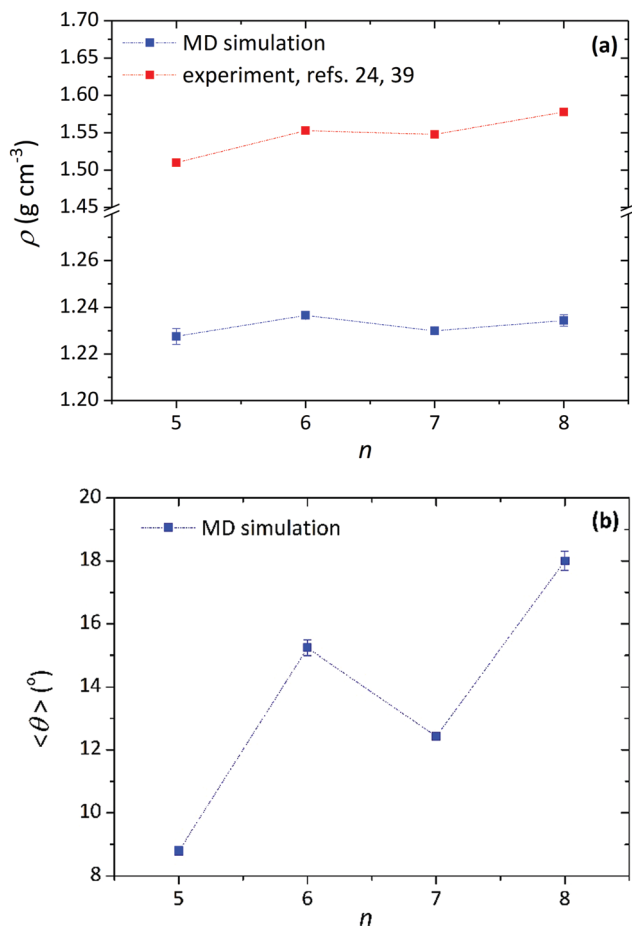 (a)
MD simulation
experiment, refs. 24, 39
1.70
1.65
1.60
1.55
1.50
1.45
1.26
1.24
1.22
1.20
ρ (g cm⁻³)
5 6 7 8
n
(b)
MD simulation
20
18
16
14
12
10
8
<θ> (°)
5 6 7 8
n